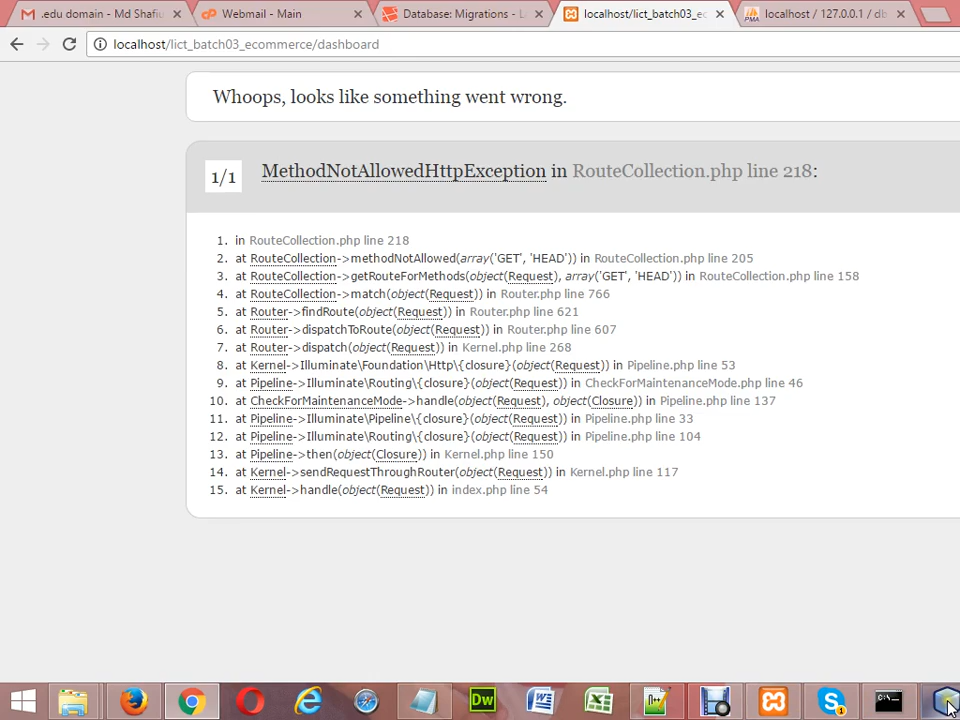 .edu domain - Md Shafiu
Webmail - Main
Database: Migrations - L
localhost/lict_batch03_ec
localhost / 127.0.0.1 / db
localhost/lict_batch03_ecommerce/dashboard
Whoops, looks like something went wrong.
1/1 MethodNotAllowedHttpException in RouteCollection.php line 218:
1. in RouteCollection.php line 218
2. at RouteCollection->methodNotAllowed(array('GET', 'HEAD')) in RouteCollection.php line 205
3. at RouteCollection->getRouteForMethods(object(Request), array('GET', 'HEAD')) in RouteCollection.php line 158
4. at RouteCollection->match(object(Request)) in Router.php line 766
5. at Router->findRoute(object(Request)) in Router.php line 621
6. at Router->dispatchToRoute(object(Request)) in Router.php line 607
7. at Router->dispatch(object(Request)) in Kernel.php line 268
8. at Kernel->Illuminate\Foundation\Http\{closure}(object(Request)) in Pipeline.php line 53
9. at Pipeline->Illuminate\Routing\{closure}(object(Request)) in CheckForMaintenanceMode.php line 46
10. at CheckForMaintenanceMode->handle(object(Request), object(Closure)) in Pipeline.php line 137
11. at Pipeline->Illuminate\Pipeline\{closure}(object(Request)) in Pipeline.php line 33
12. at Pipeline->Illuminate\Routing\{closure}(object(Request)) in Pipeline.php line 104
13. at Pipeline->then(object(Closure)) in Kernel.php line 150
14. at Kernel->sendRequestThroughRouter(object(Request)) in Kernel.php line 117
15. at Kernel->handle(object(Request)) in index.php line 54